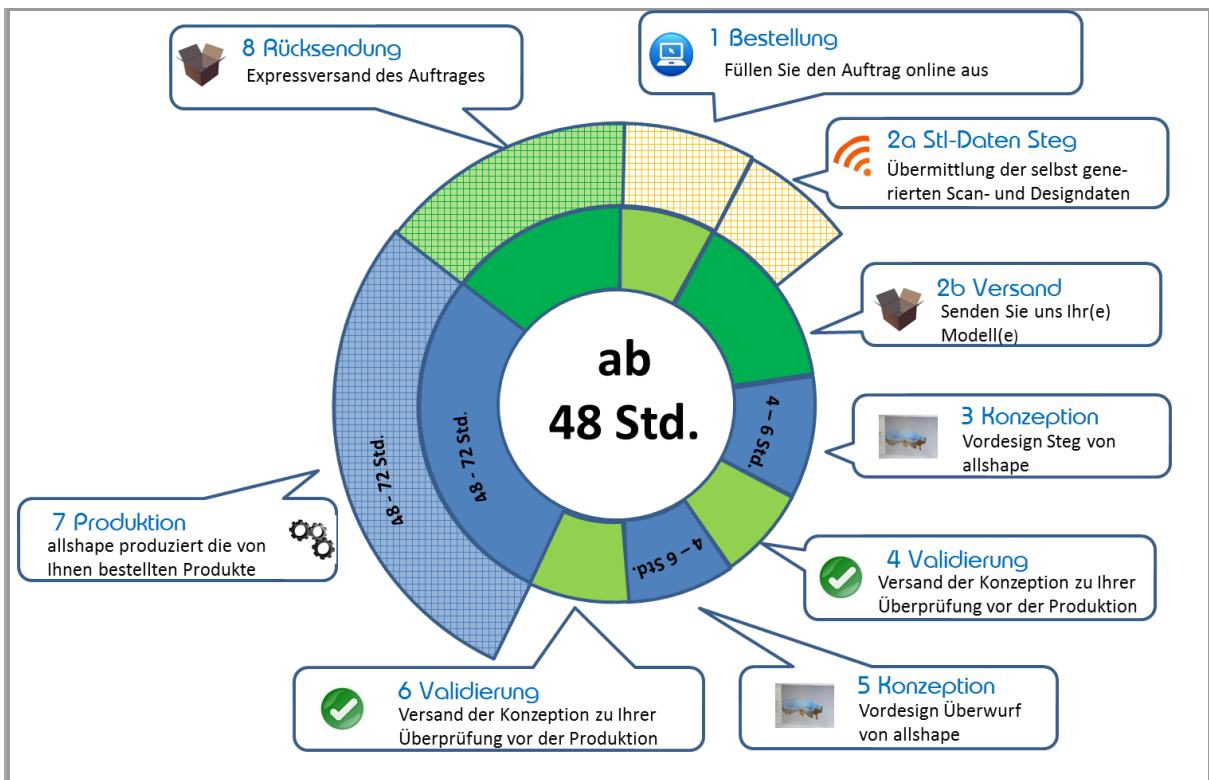 8 Rücksendung
Expressversand des Auftrages
1 Bestellung
Füllen Sie den Auftrag online aus
2a Stl-Daten Steg
Übermittlung der selbst gene-
rierten Scan- und Designdaten
2b Versand
Senden Sie uns Ihr(e)
Modell(e)
3 Konzeption
Vordesign Steg von
allshape
4 Validierung
Versand der Konzeption zu Ihrer
Überprüfung vor der Produktion
5 Konzeption
Vordesign Überwurf
von allshape
6 Validierung
Versand der Konzeption zu Ihrer
Überprüfung vor der Produktion
7 Produktion
allshape produziert die von
Ihnen bestellten Produkte
ab
48 Std.
4 – 6 Std.
4 – 6 Std.
48 - 72 Std.
48 - 72 Std.